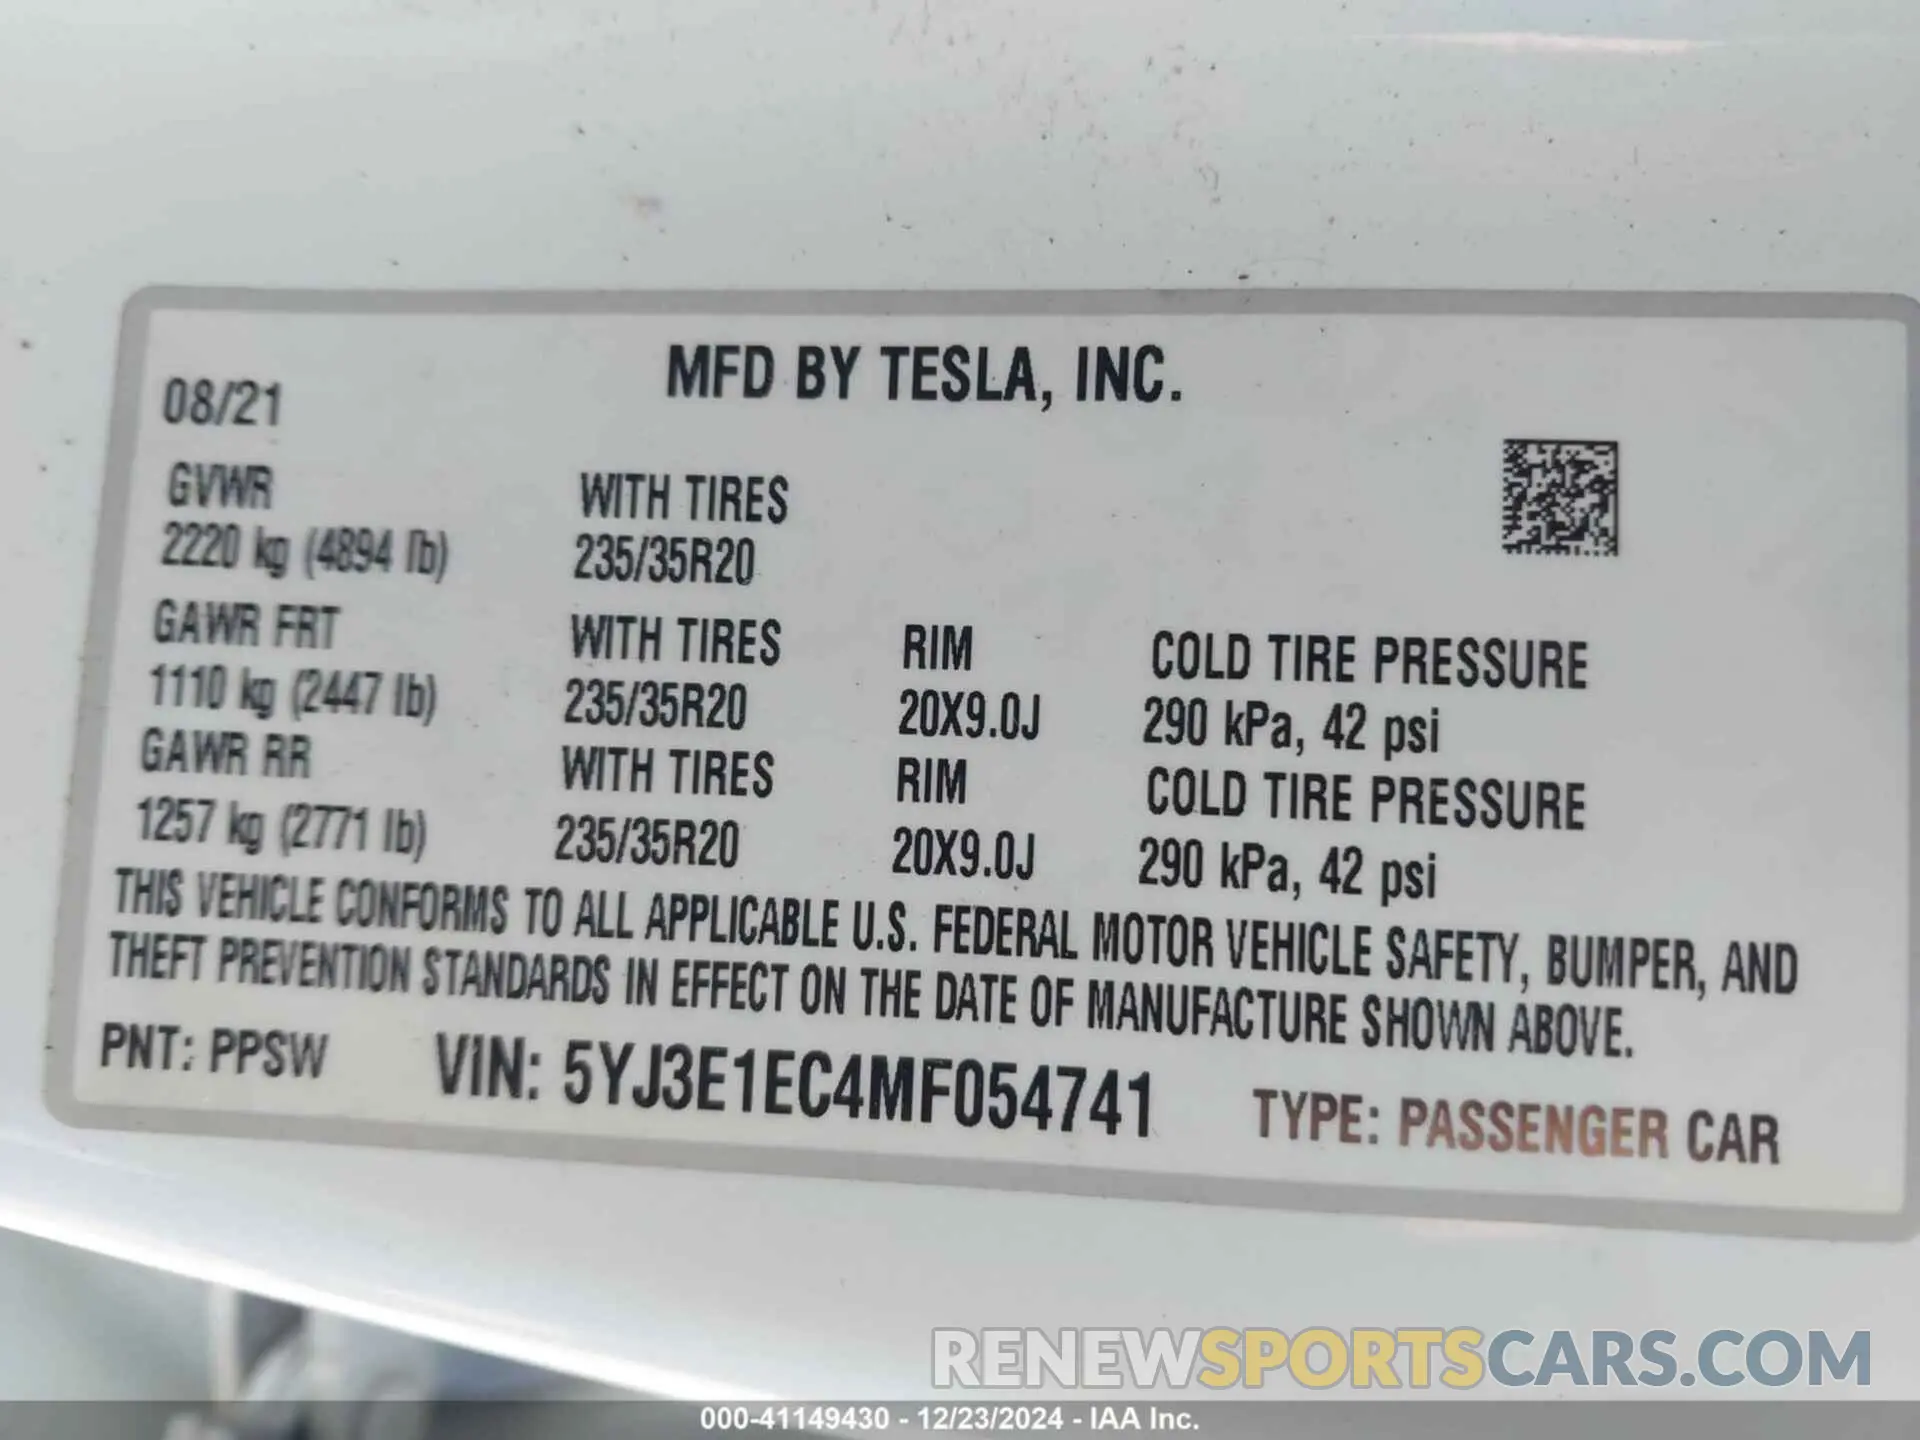 MFD BY TESLA, INC.
08/21
GVWR WITH TIRES
2220 kg (4894 lb) 235/35R20
GAWR FRT WITH TIRES RIM COLD TIRE PRESSURE
1110 kg (2447 lb) 235/35R20 20X9.0J 290 kPa, 42 psi
GAWR RR WITH TIRES RIM COLD TIRE PRESSURE
1257 kg (2771 lb) 235/35R20 20X9.0J 290 kPa, 42 psi
THIS VEHICLE CONFORMS TO ALL APPLICABLE U.S. FEDERAL MOTOR VEHICLE SAFETY, BUMPER, AND
THEFT PREVENTION STANDARDS IN EFFECT ON THE DATE OF MANUFACTURE SHOWN ABOVE.
PNT: PPSW VIN: 5YJ3E1EC4MF054741 TYPE: PASSENGER CAR
RENEWSPORTSCARS.COM
000-41149430 - 12/23/2024 - IAA Inc.